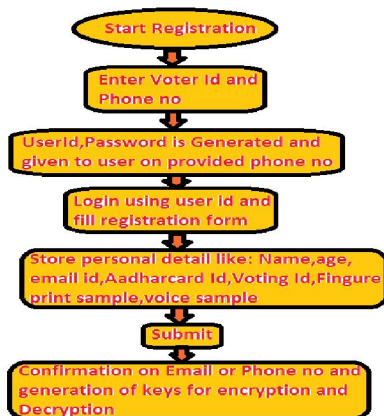 Start Registration
Enter Voter Id and
Phone no
UserId,Password is Generated and
given to user on provided phone no
Login using user id and
fill registration form
Store personal detail like: Name,age,
email id,Aadharcard Id,Voting Id,Fingure
print sample,voice sample
Submit
Confirmation on Email or Phone no and
generation of keys for encryption and
Decryption